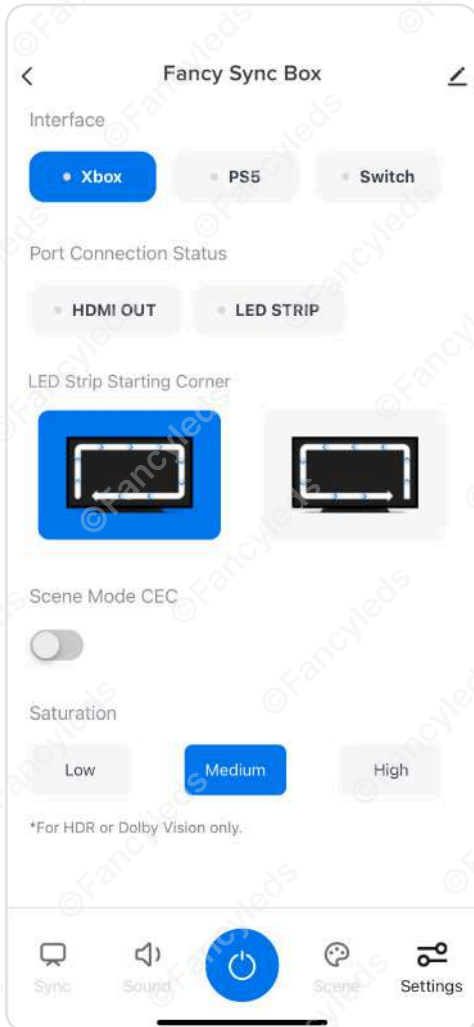 Fancy Sync Box
Interface
Xbox
PS5
Switch
Port Connection Status
HDMI OUT
LED STRIP
LED Strip Starting Corner
©Fancyleds
Scene Mode CEC
Saturation
Low
Medium
High
*For HDR or Dolby Vision only.
Sync
Sound
Scene
Settings